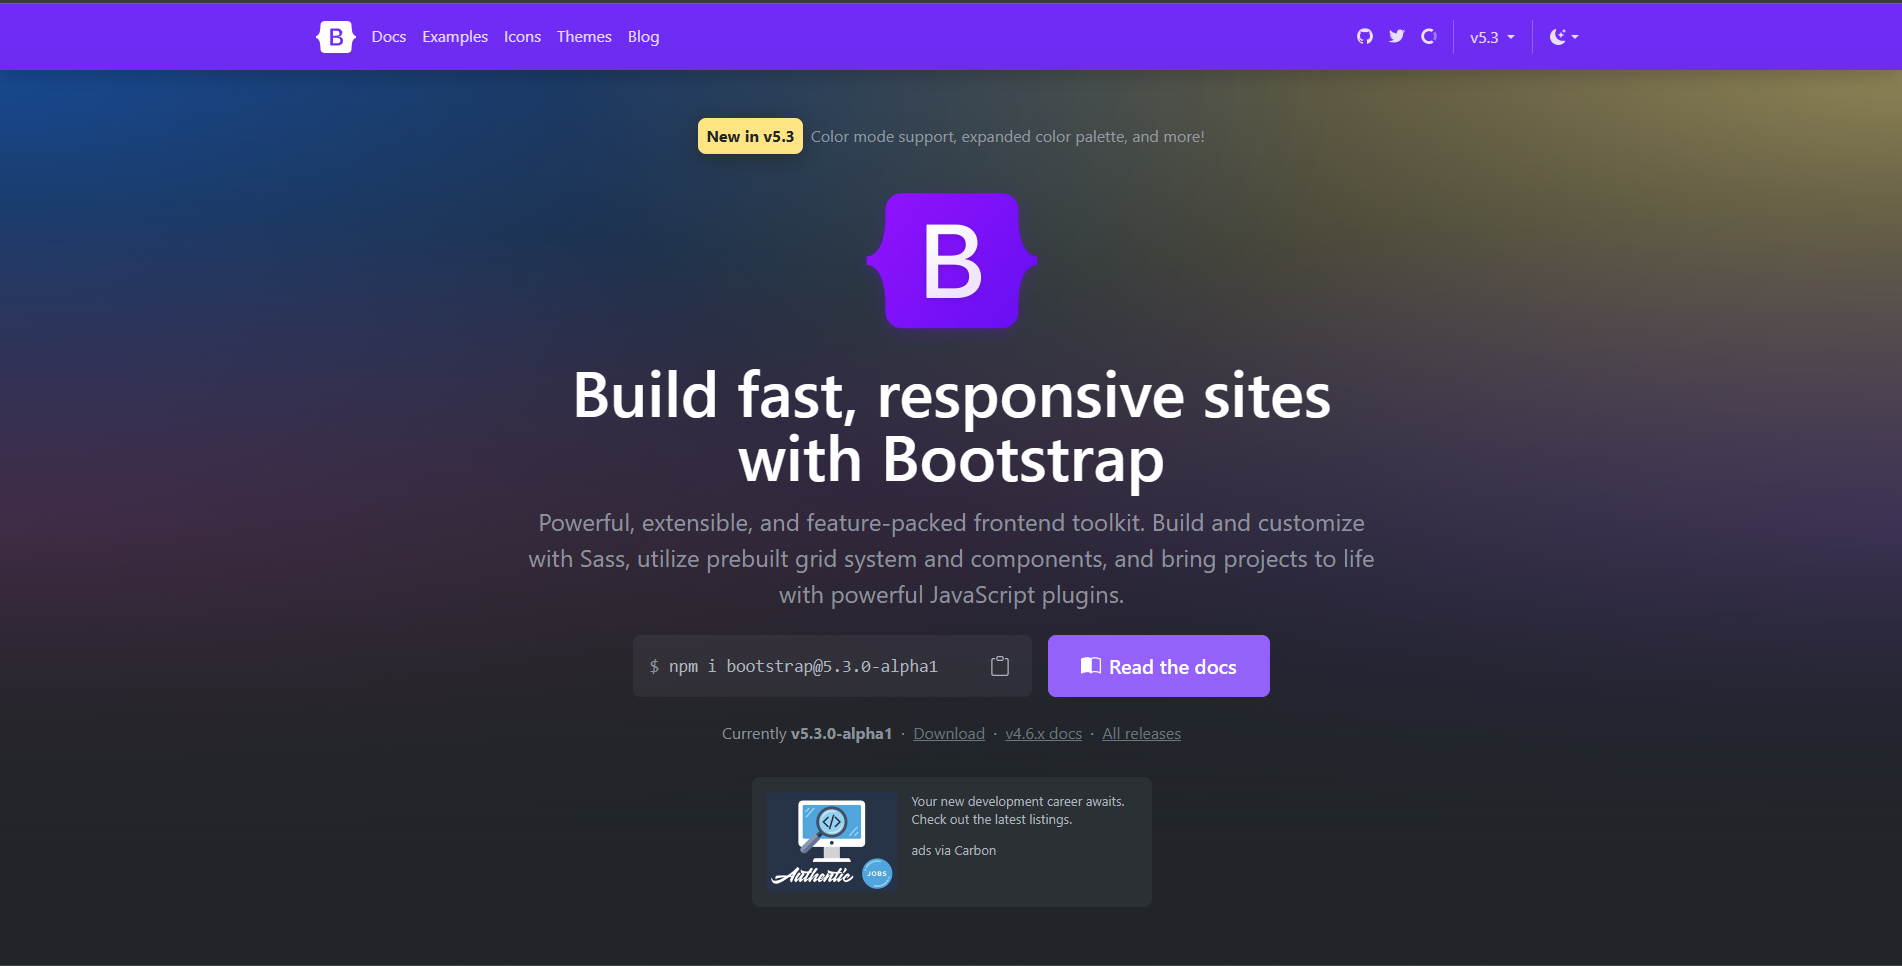 B Docs Examples Icons Themes Blog v5.3
New in v5.3 Color mode support, expanded color palette, and more!
B
Build fast, responsive sites
with Bootstrap
Powerful, extensible, and feature-packed frontend toolkit. Build and customize
with Sass, utilize prebuilt grid system and components, and bring projects to life
with powerful JavaScript plugins.
$ npm i bootstrap@5.3.0-alpha1 Read the docs
Currently v5.3.0-alpha1 · Download · v4.6.x docs · All releases
</>
Authentic JOBS
Your new development career awaits.
Check out the latest listings.
ads via Carbon